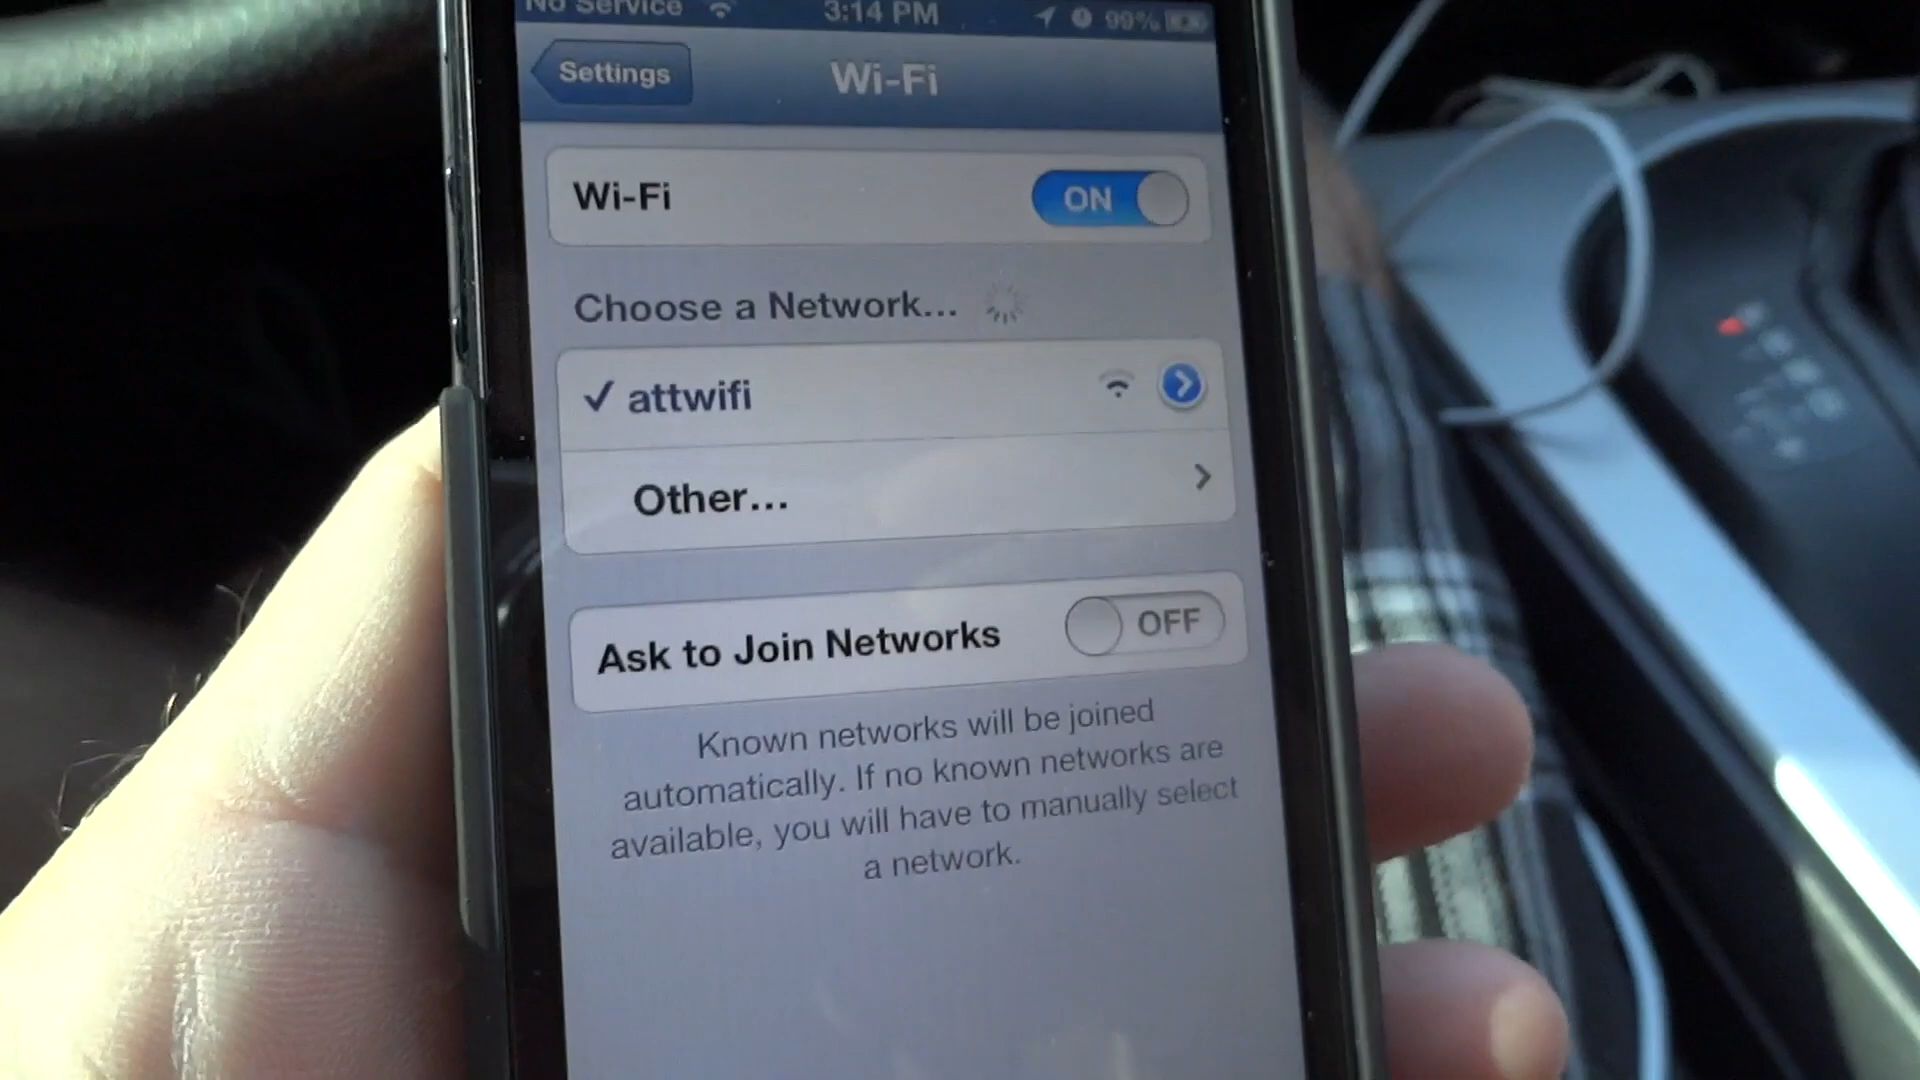 No Service 3:14 PM 99%
Settings Wi-Fi
Wi-Fi ON
Choose a Network...
✓ attwifi
Other...
Ask to Join Networks OFF
Known networks will be joined
automatically. If no known networks are
available, you will have to manually select
a network.